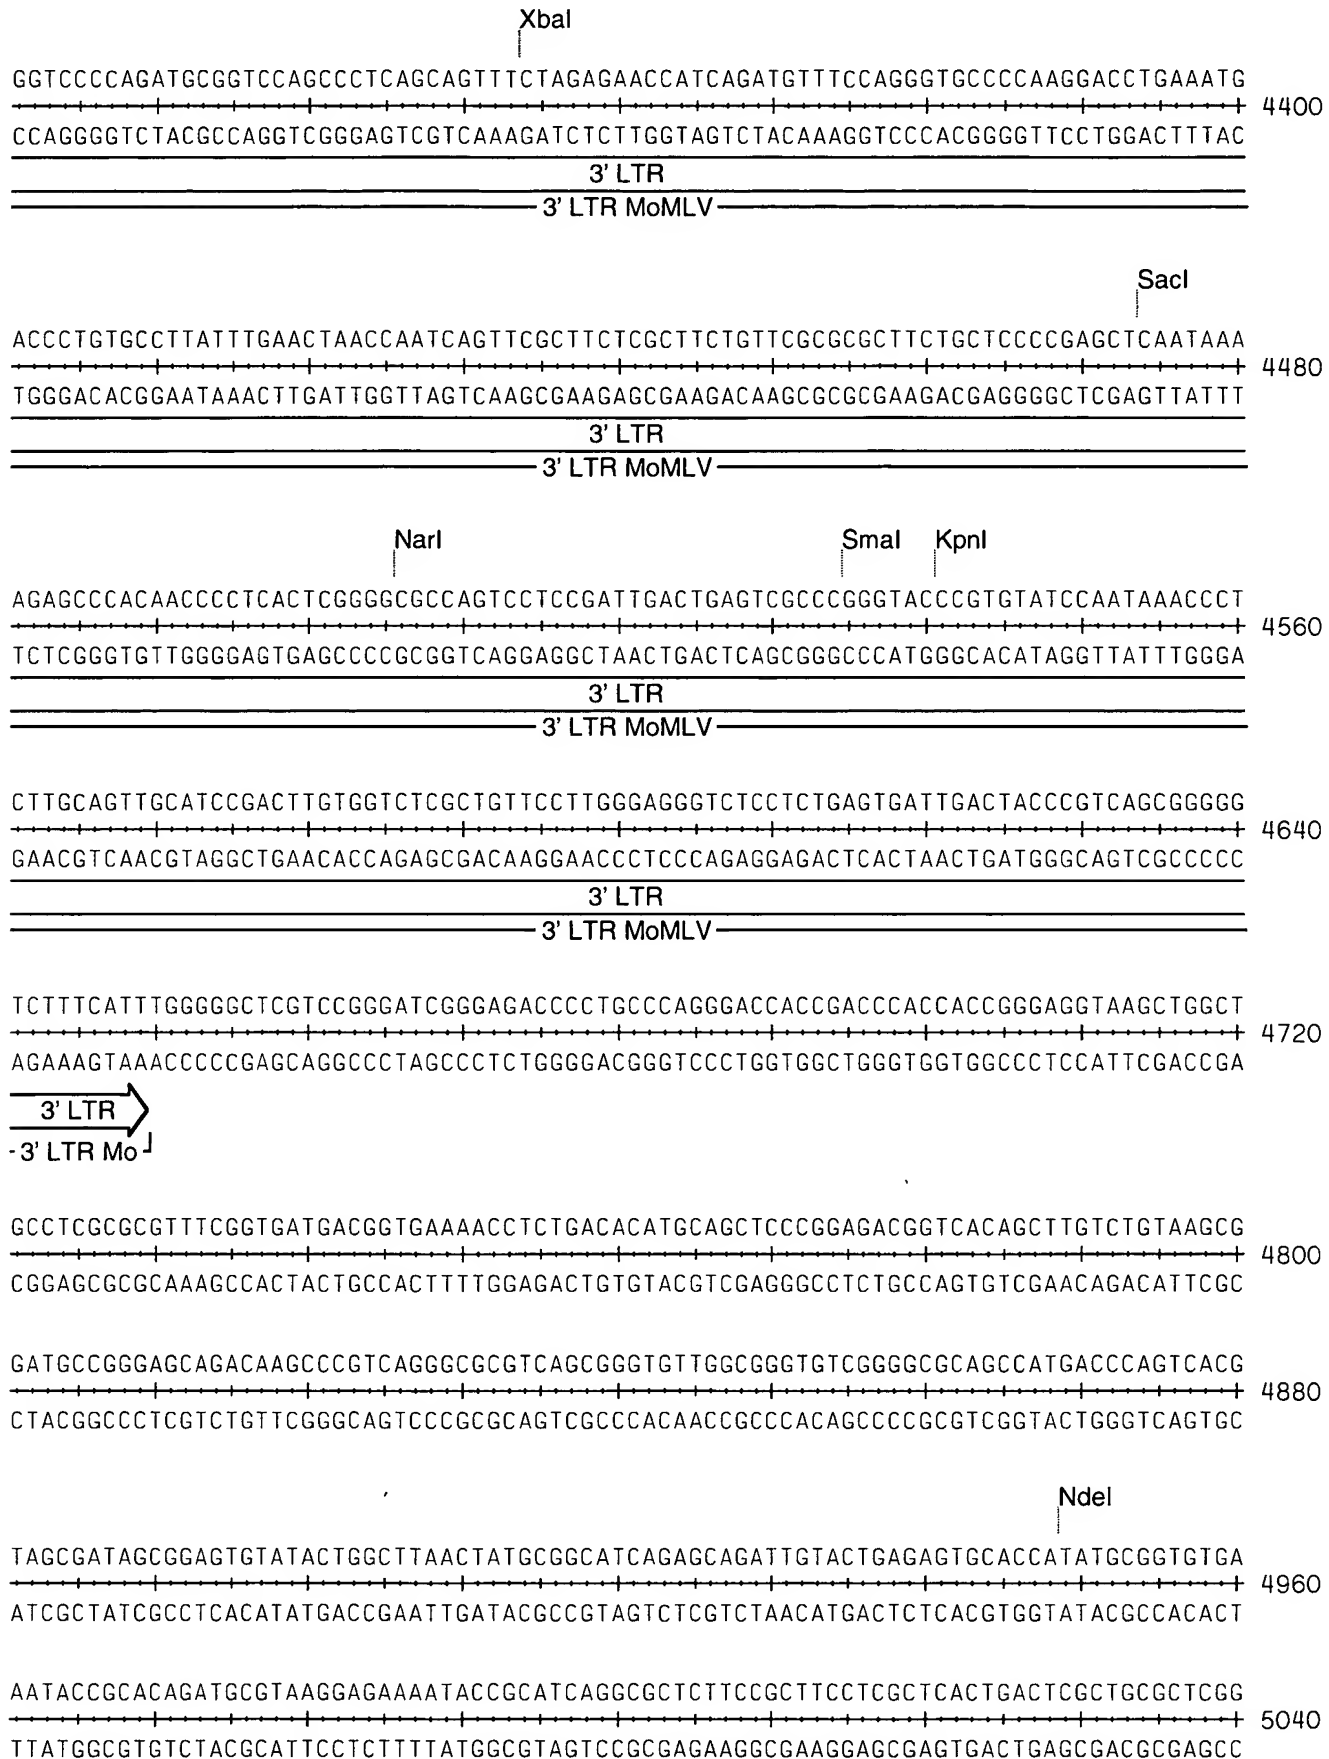 XbaI
GGTCCCCAGATGCGGTCCAGCCCTCAGCAGTTTCTAGAGAACCATCAGATGTTTCCAGGGTGCCCCAAGGACCTGAAATG
4400
CCAGGGGTCTACGCCAGGTCGGGAGTCGTCAAAGATCTCTTGGTAGTCTACAAAGGTCCCACGGGGTTCCTGGACTTTAC
3' LTR
3' LTR MoMLV
SacI
ACCCTGTGCCTTATTTGAACTAACCAATCAGTTCGCTTCTCGCTTCTGTTCGCGCGCTTCTGCTCCCCGAGCTCAATAAA
4480
TGGGACACGGAATAAACTTGATTGGTTAGTCAAGCGAAGAGCGAAGACAAGCGCGCGAAGACGAGGGGCTCGAGTTATTT
3' LTR
3' LTR MoMLV
NarI
SmaI KpnI
AGAGCCCACAACCCCTCACTCGGGGCGCCAGTCCTCCGATTGACTGAGTCGCCCGGGTACCCGTGTATCCAATAAACCCT
4560
TCTCGGGTGTTGGGGAGTGAGCCCCGCGGTCAGGAGGCTAACTGACTCAGCGGGCCCATGGGCACATAGGTTATTTGGGA
3' LTR
3' LTR MoMLV
CTTGCAGTTGCATCCGACTTGTGGTCTCGCTGTTCCTTGGGAGGGTCTCCTCTGAGTGATTGACTACCCGTCAGCGGGGG
4640
GAACGTCAACGTAGGCTGAACACCAGAGCGACAAGGAACCCTCCCAGAGGAGACTCACTAACTGATGGGCAGTCGCCCCC
3' LTR
3' LTR MoMLV
TCTTTCATTTGGGGGCTCGTCCGGGATCGGGAGACCCCTGCCCAGGGACCACCGACCCACCACCGGGAGGTAAGCTGGCT
4720
AGAAAGTAAACCCCCGAGCAGGCCCTAGCCCTCTGGGGACGGGTCCCTGGTGGCTGGGTGGTGGCCCTCCATTCGACCGA
3' LTR
3' LTR Mo
GCCTCGCGCGTTTCGGTGATGACGGTGAAAACCTCTGACACATGCAGCTCCCGGAGACGGTCACAGCTTGTCTGTAAGCG
4800
CGGAGCGCGCAAAGCCACTACTGCCACTTTTGGAGACTGTGTACGTCGAGGGCCTCTGCCAGTGTCGAACAGACATTCGC
GATGCCGGGAGCAGACAAGCCCGTCAGGGCGCGTCAGCGGGTGTTGGCGGGTGTCGGGGCGCAGCCATGACCCAGTCACG
4880
CTACGGCCCTCGTCTGTTCGGGCAGTCCCGCGCAGTCGCCCACAACCGCCCACAGCCCCGCGTCGGTACTGGGTCAGTGC
NdeI
TAGCGATAGCGGAGTGTATACTGGCTTAACTATGCGGCATCAGAGCAGATTGTACTGAGAGTGCACCATATGCGGTGTGA
4960
ATCGCTATCGCCTCACATATGACCGAATTGATACGCCGTAGTCTCGTCTAACATGACTCTCACGTGGTATACGCCACACT
AATACCGCACAGATGCGTAAGGAGAAAATACCGCATCAGGCGCTCTTCCGCTTCCTCGCTCACTGACTCGCTGCGCTCGG
5040
TTATGGCGTGTCTACGCATTCCTCTTTTATGGCGTAGTCCGCGAGAAGGCGAAGGAGCGAGTGACTGAGCGACGCGAGCC